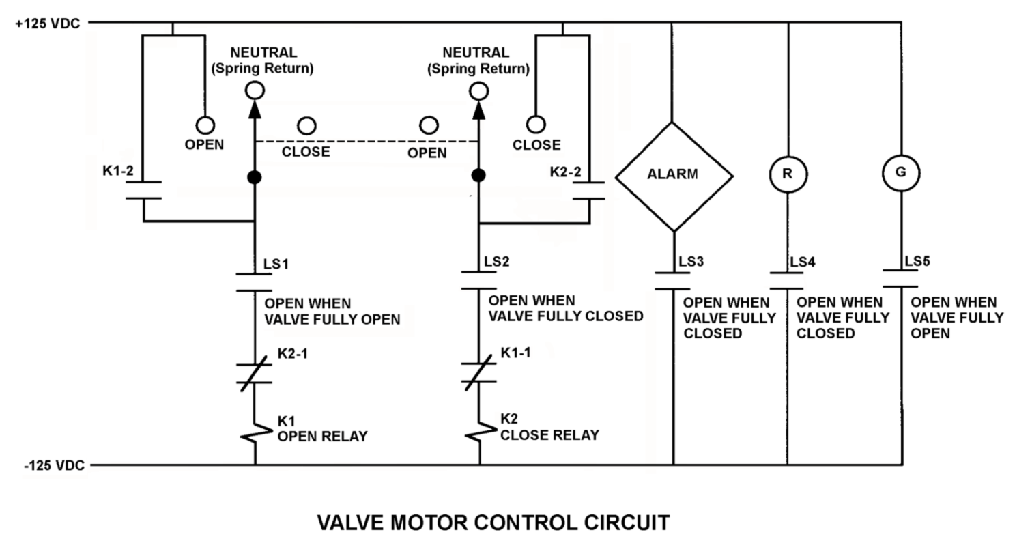 +125 VDC
NEUTRAL
(Spring Return)
NEUTRAL
(Spring Return)
OPEN
CLOSE
OPEN
CLOSE
K1-2
K2-2
ALARM
R
G
LS1
OPEN WHEN
VALVE FULLY OPEN
LS2
OPEN WHEN
VALVE FULLY CLOSED
LS3
OPEN WHEN
VALVE FULLY
CLOSED
LS4
OPEN WHEN
VALVE FULLY
CLOSED
LS5
OPEN WHEN
VALVE FULLY
OPEN
K2-1
K1-1
K1
OPEN RELAY
K2
CLOSE RELAY
-125 VDC
VALVE MOTOR CONTROL CIRCUIT